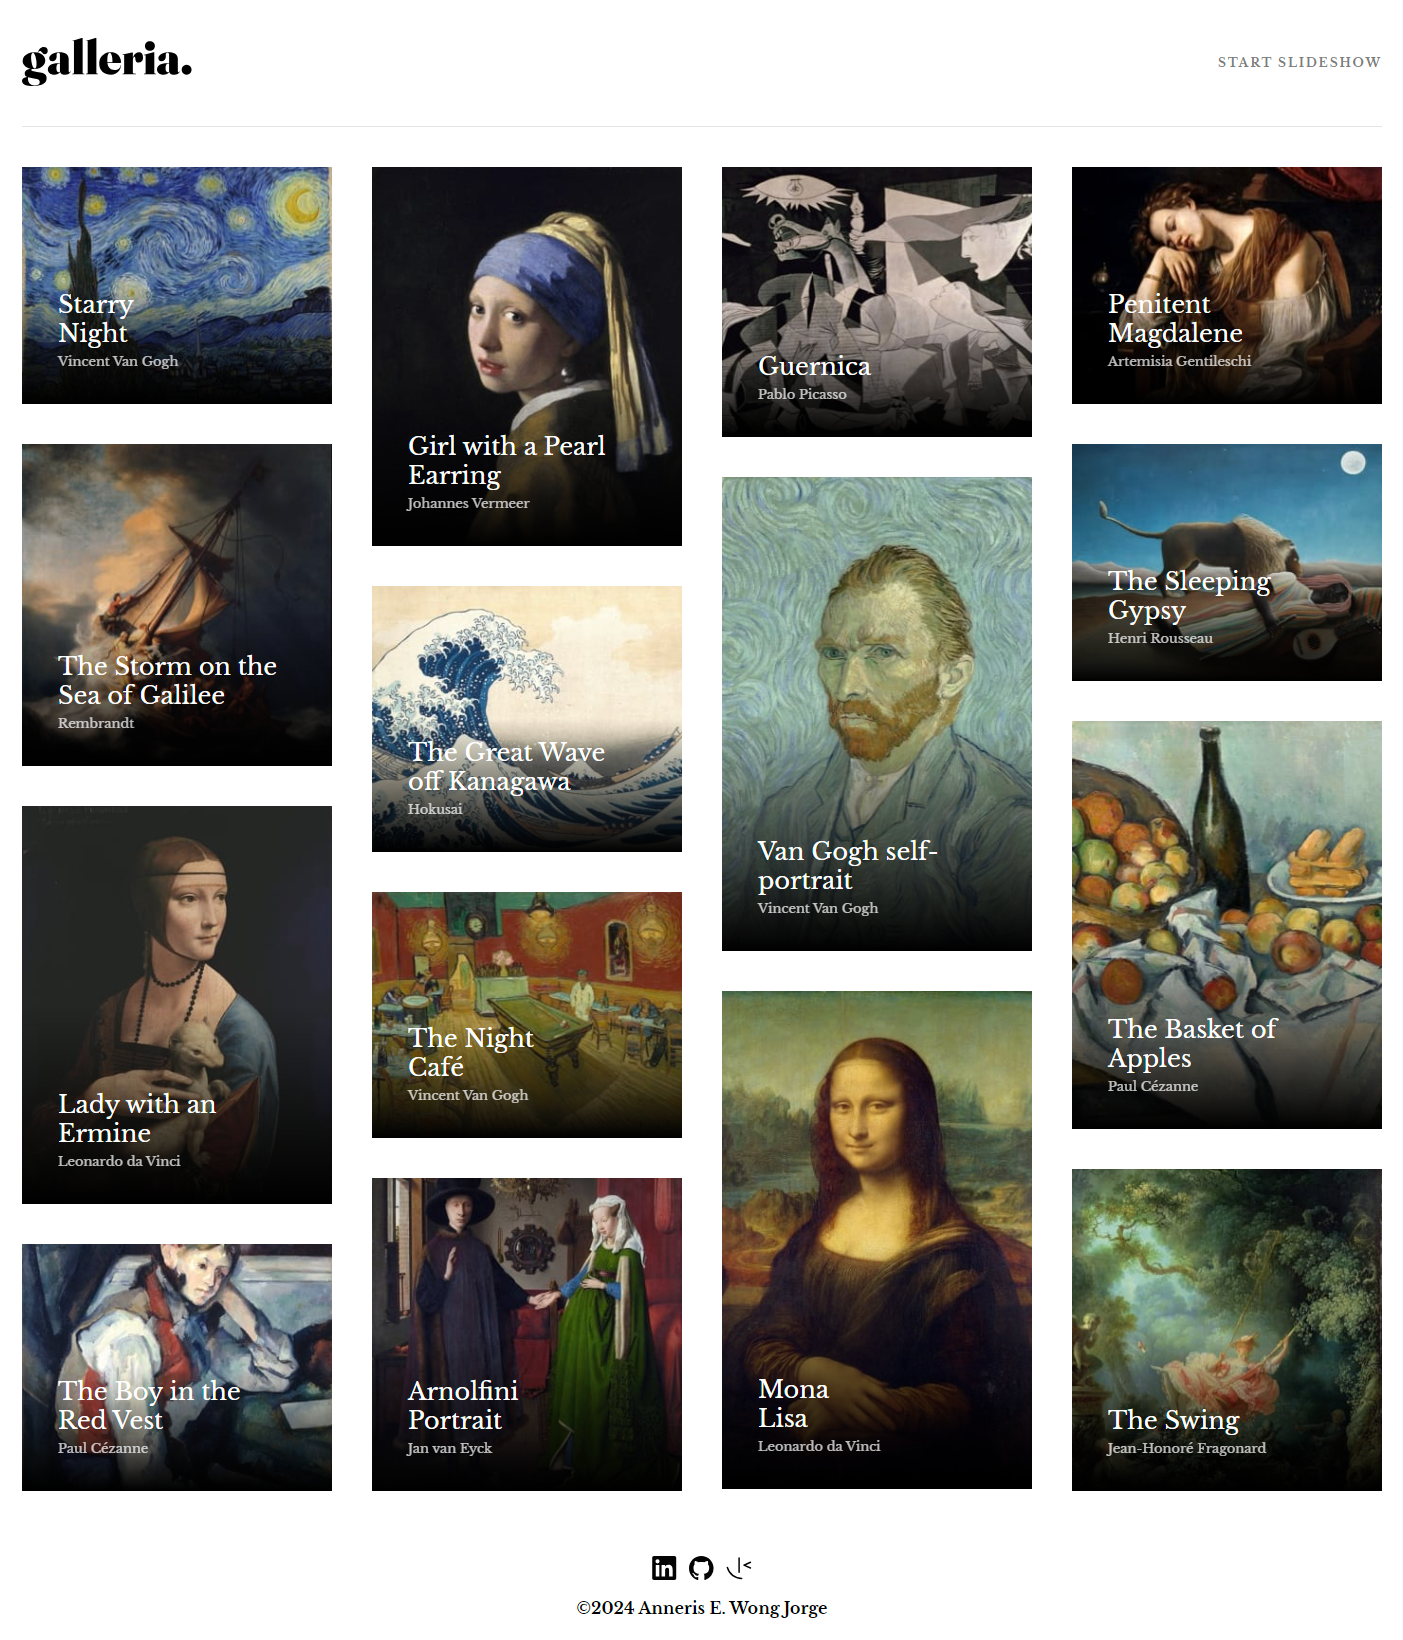 galleria.
START SLIDESHOW
Starry
Night
Vincent Van Gogh
The Storm on the
Sea of Galilee
Rembrandt
Lady with an
Ermine
Leonardo da Vinci
The Boy in the
Red Vest
Paul Cézanne
Girl with a Pearl
Earring
Johannes Vermeer
The Great Wave
off Kanagawa
Hokusai
The Night
Café
Vincent Van Gogh
Arnolfini
Portrait
Jan van Eyck
Guernica
Pablo Picasso
Van Gogh self-
portrait
Vincent Van Gogh
Mona
Lisa
Leonardo da Vinci
Penitent
Magdalene
Artemisia Gentileschi
The Sleeping
Gypsy
Henri Rousseau
The Basket of
Apples
Paul Cézanne
The Swing
Jean-Honoré Fragonard
in
©2024 Anneris E. Wong Jorge